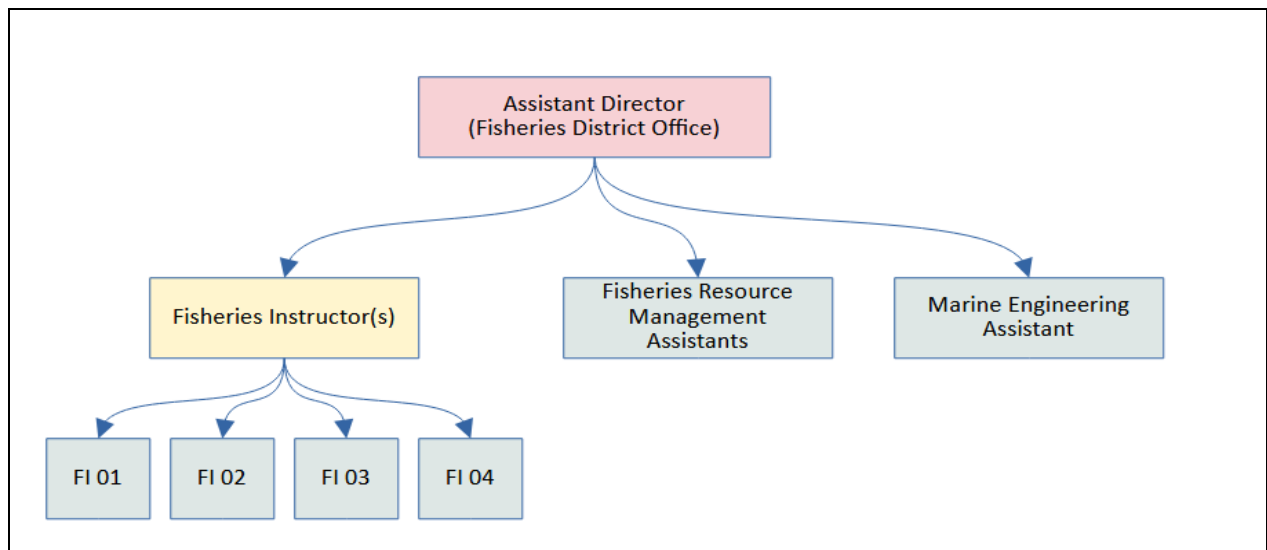 Assistant Director
(Fisheries District Office)
Fisheries Instructor(s)
Fisheries Resource
Management
Assistants
Marine Engineering
Assistant
FI 01
FI 02
FI 03
FI 04